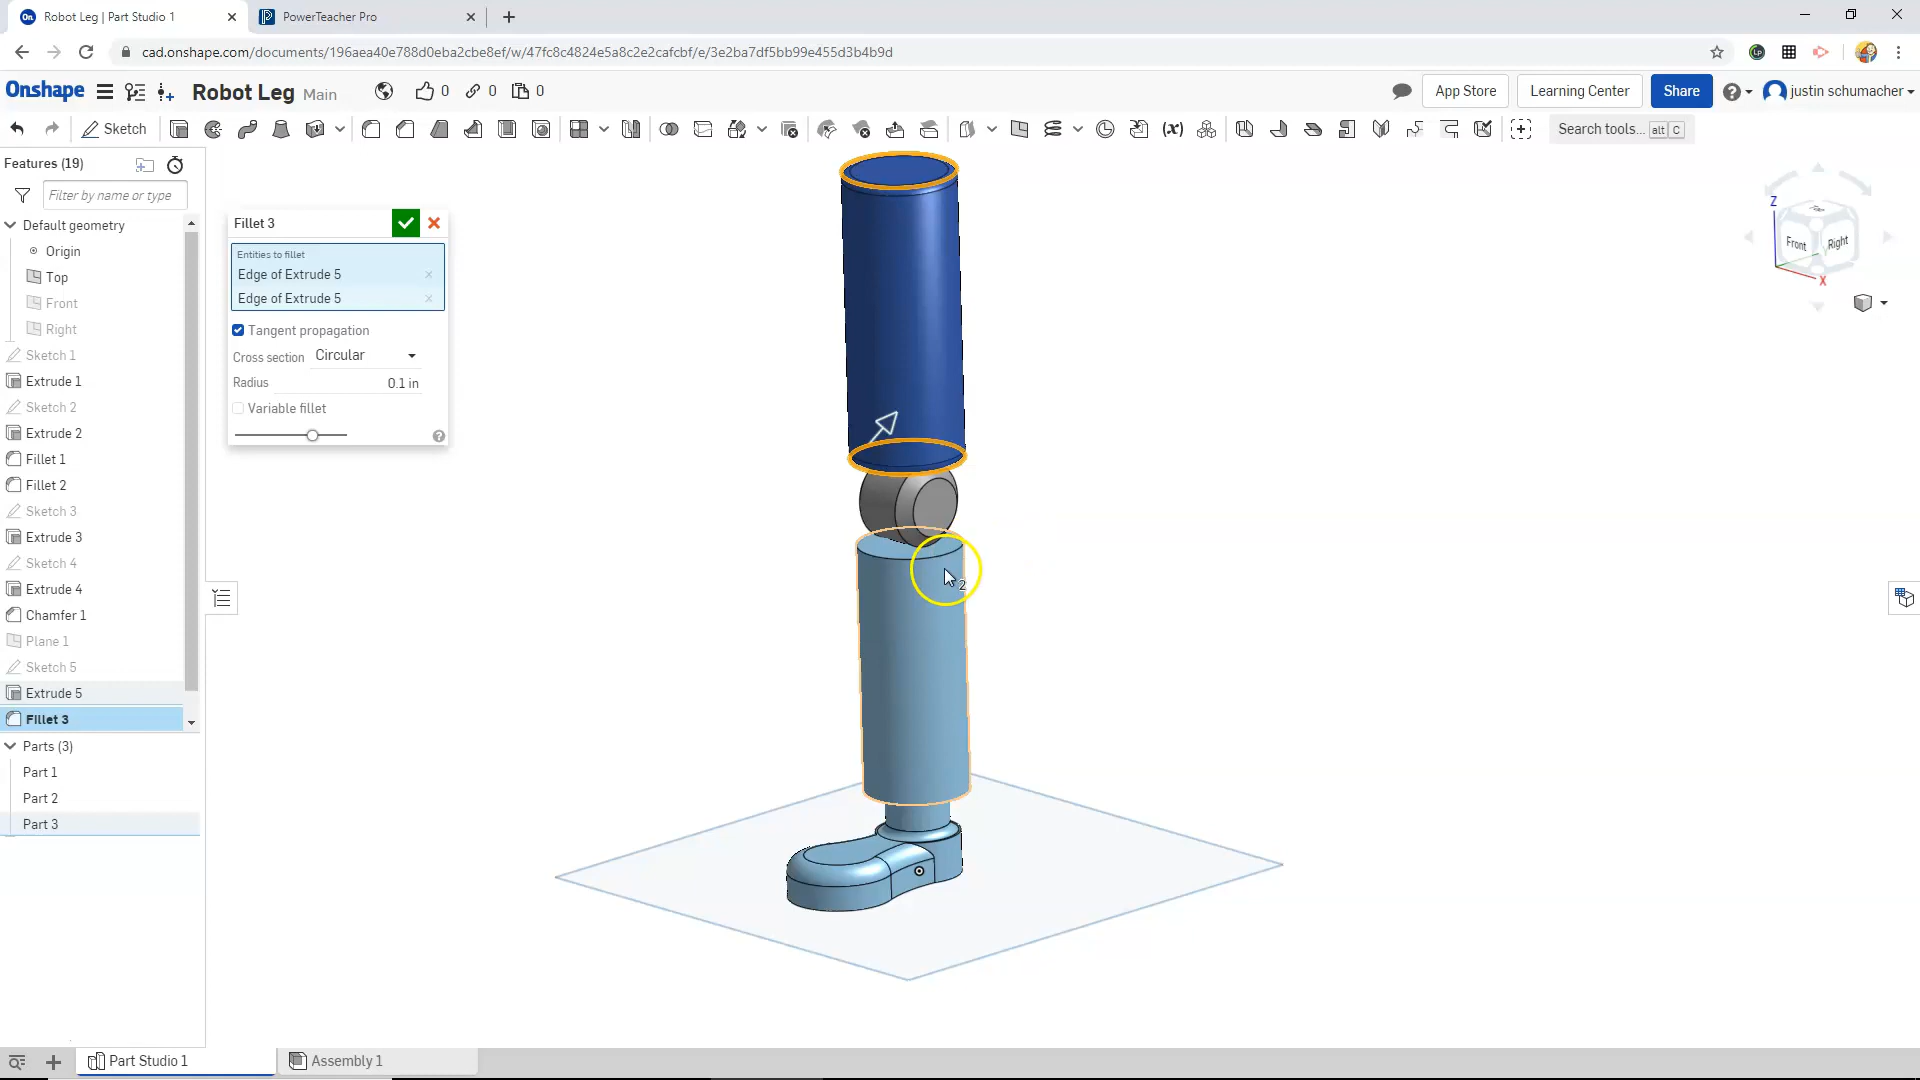 Robot Leg | Part Studio 1
PowerTeacher Pro
cad.onshape.com/documents/196aea40e788d0eba2cbe8ef/w/47fc8c4824e5a8c2e2cafcbf/e/3e2ba7df5bb99e455d3b4b9d
Onshape
Robot Leg Main
0
0
0
App Store
Learning Center
Share
justin schumacher
Sketch
(x)
Search tools... alt C
Features (19)
Filter by name or type
Default geometry
Origin
Top
Front
Right
Sketch 1
Extrude 1
Sketch 2
Extrude 2
Fillet 1
Fillet 2
Sketch 3
Extrude 3
Sketch 4
Extrude 4
Chamfer 1
Plane 1
Sketch 5
Extrude 5
Fillet 3
Parts (3)
Part 1
Part 2
Part 3
Fillet 3
Entities to fillet
Edge of Extrude 5
Edge of Extrude 5
Tangent propagation
Cross section Circular
Radius 0.1 in
Variable fillet
2
Z
Top
Front
Right
X
Part Studio 1
Assembly 1